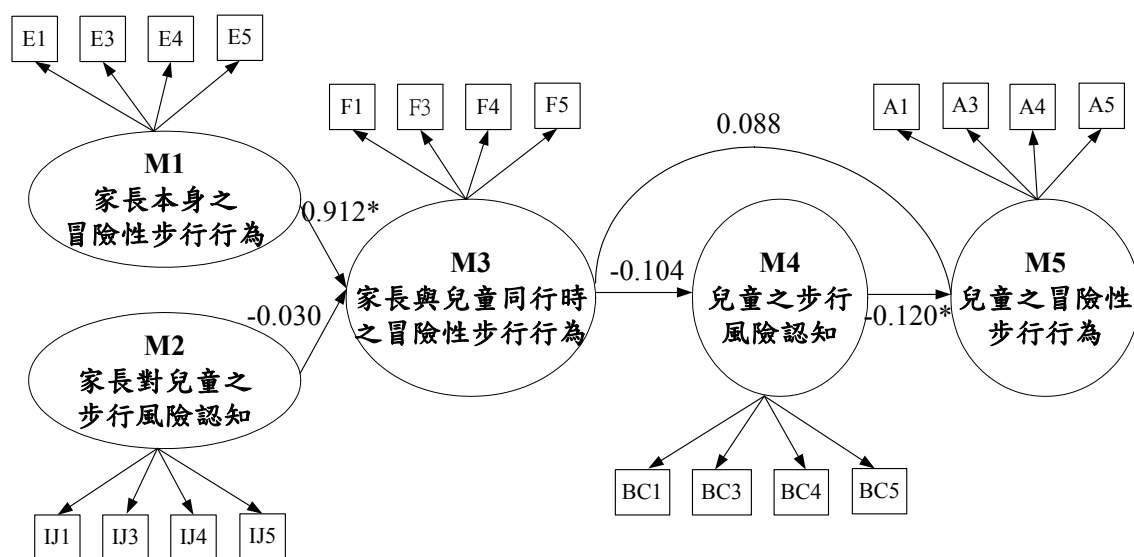 E1 E3 E4 E5
F1 F3 F4 F5
A1 A3 A4 A5
0.088
M1
家長本身之
冒險性步行行為
0.912*
M3
家長與兒童同行時
之冒險性步行行為
-0.104
M4
兒童之步行
風險認知
-0.120*
M5
兒童之冒險性
步行行為
-0.030
M2
家長對兒童之
步行風險認知
BC1 BC3 BC4 BC5
IJ1 IJ3 IJ4 IJ5